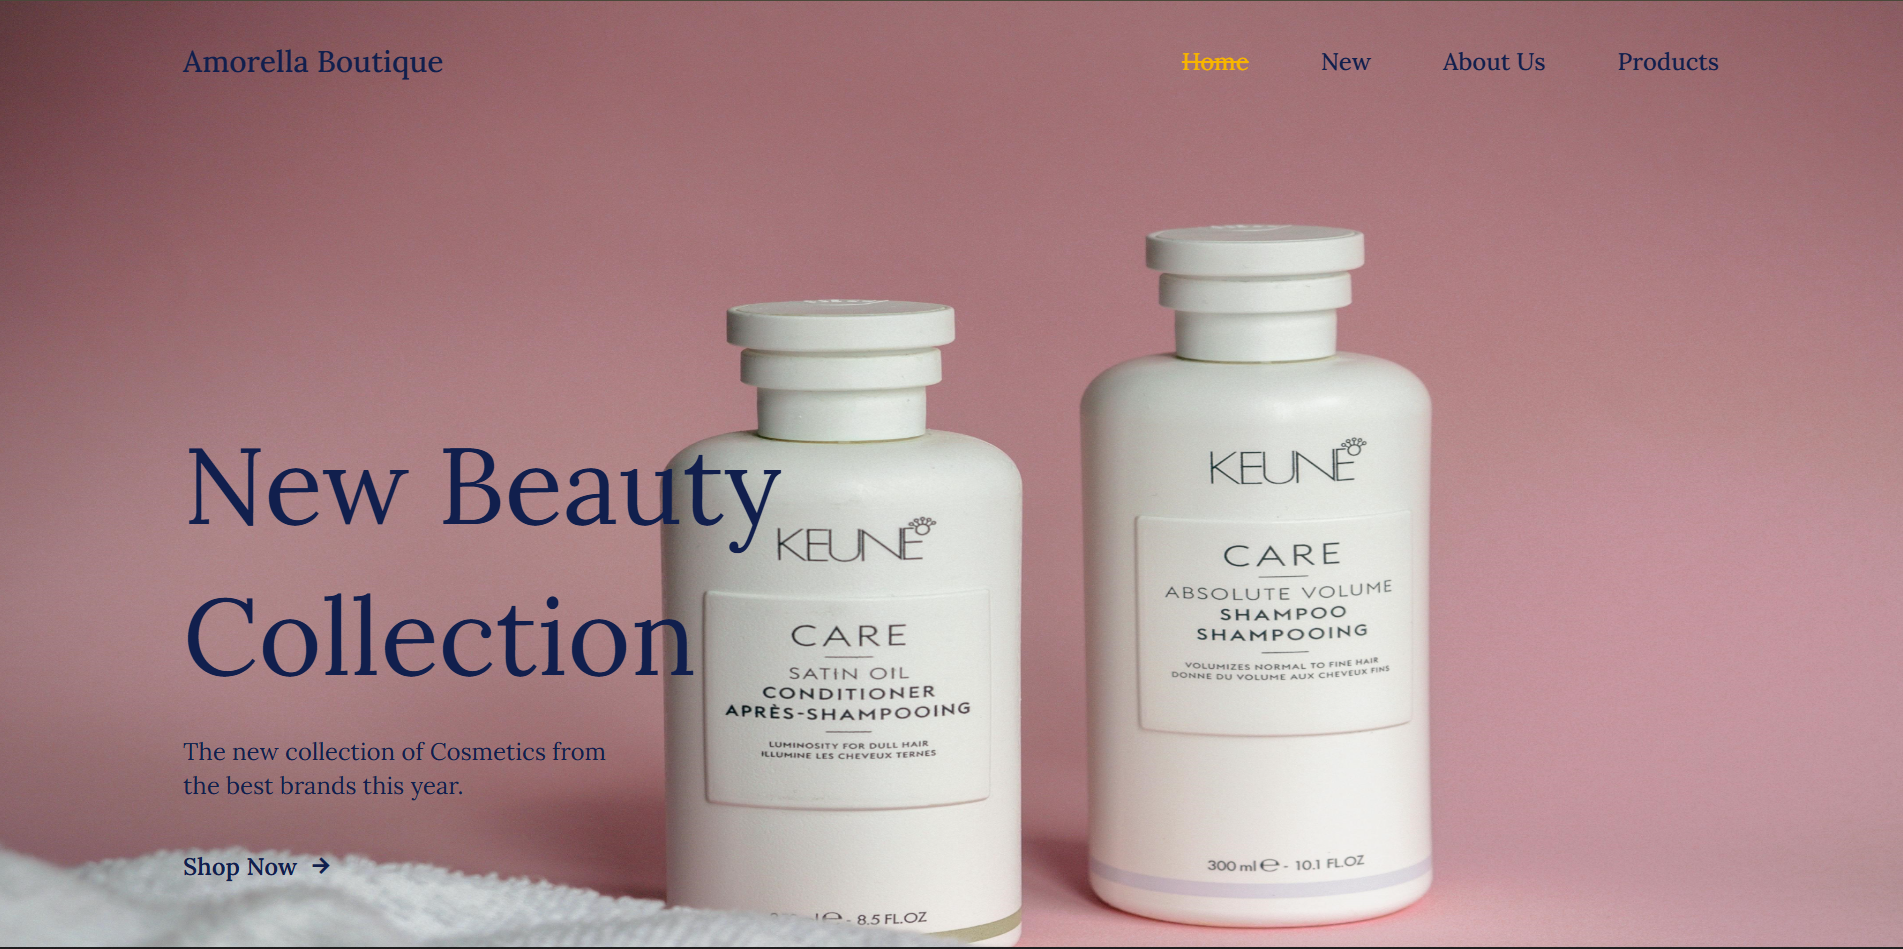 Amorella Boutique
Home New About Us Products
New Beauty
Collection
The new collection of Cosmetics from
the best brands this year.
Shop Now →
KEUNE
CARE
SATIN OIL
CONDITIONER
APRÈS-SHAMPOOING
LUMINOSITY FOR DULL HAIR
ILLUMINE LES CHEVEUX TERNES
8.5 FL.OZ
KEUNE
CARE
ABSOLUTE VOLUME
SHAMPOO
SHAMPOOING
VOLUMIZES NORMAL TO FINE HAIR
DONNE DU VOLUME AUX CHEVEUX FINS
300 ml ℮ - 10.1 FL.OZ